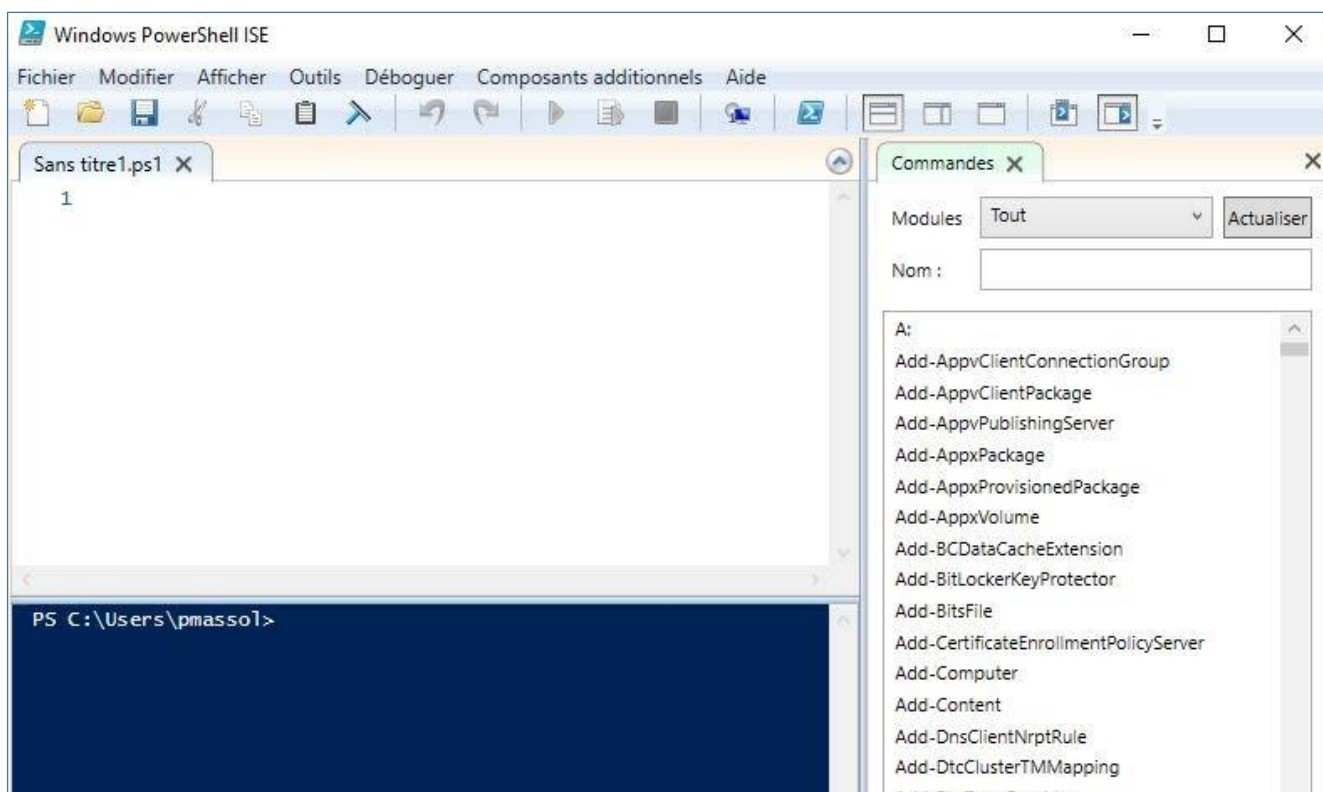 Windows PowerShell ISE
Fichier Modifier Afficher Outils Déboguer Composants additionnels Aide
Sans titre1.ps1
1
PS C:\Users\pmassol>
Commandes
Modules Tout Actualiser
Nom :
A:
Add-AppvClientConnectionGroup
Add-AppvClientPackage
Add-AppvPublishingServer
Add-AppxPackage
Add-AppxProvisionedPackage
Add-AppxVolume
Add-BCDataCacheExtension
Add-BitLockerKeyProtector
Add-BitsFile
Add-CertificateEnrollmentPolicyServer
Add-Computer
Add-Content
Add-DnsClientNrptRule
Add-DtcClusterTMMapping